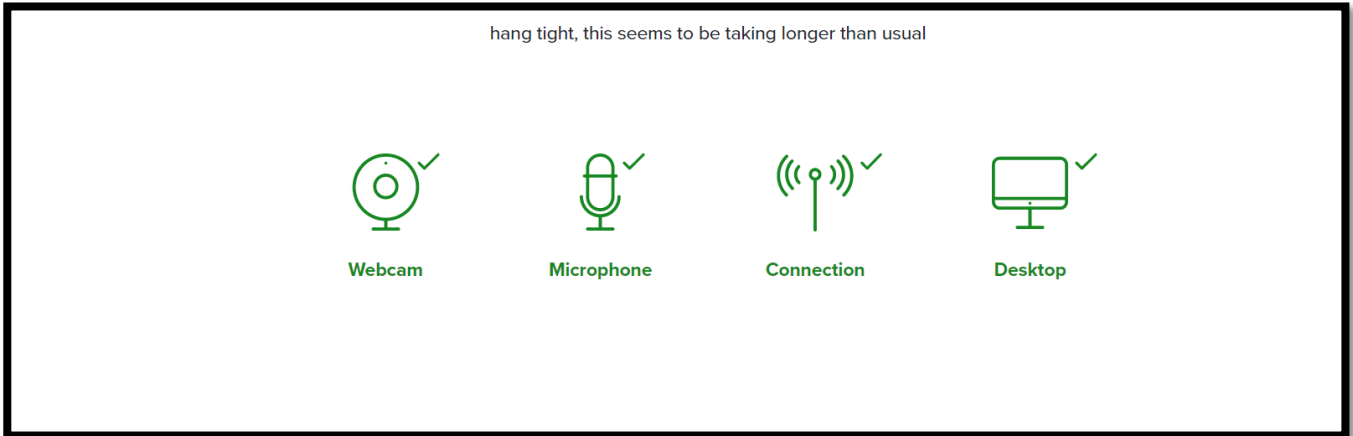 hang tight, this seems to be taking longer than usual
Webcam
Microphone
Connection
Desktop